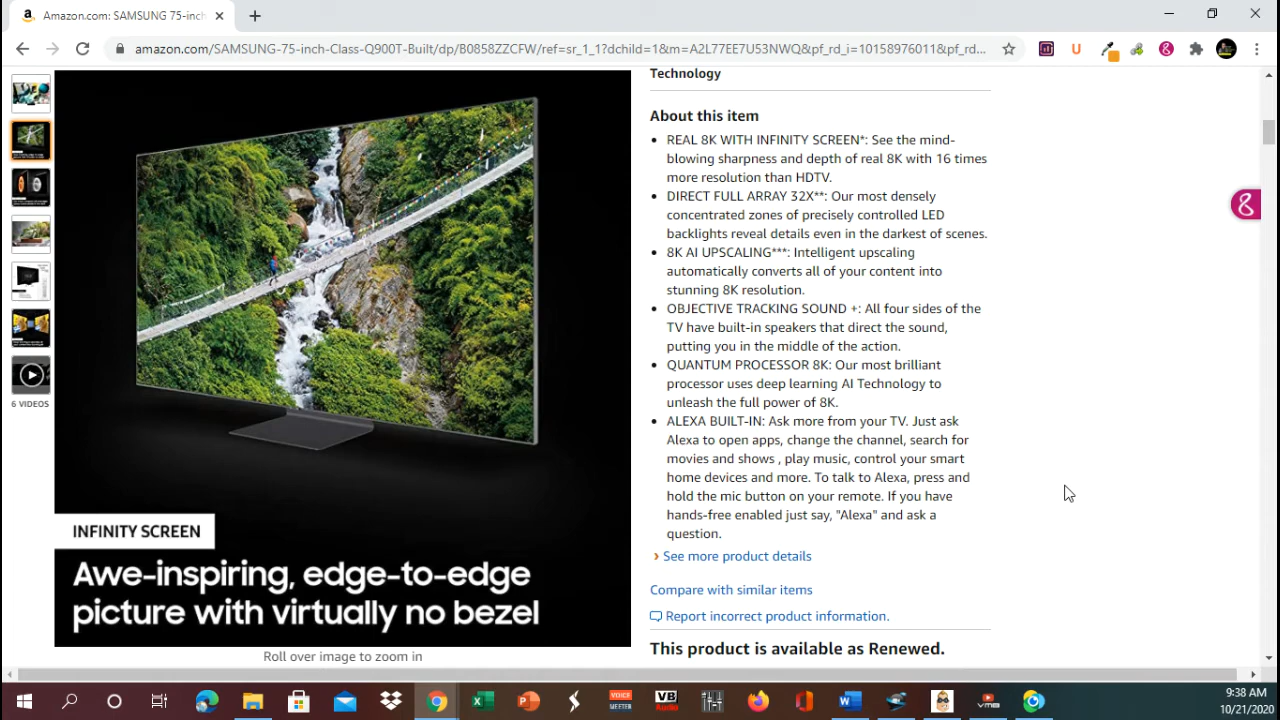 Amazon.com: SAMSUNG 75-inch
amazon.com/SAMSUNG-75-inch-Class-Q900T-Built/dp/B0858ZZCFW/ref=sr_1_1?dchild=1&m=A2L77EE7U53NWQ&pf_rd_i=10158976011&pf_rd...
6 VIDEOS
INFINITY SCREEN
Awe-inspiring, edge-to-edge
picture with virtually no bezel
Roll over image to zoom in
Technology
About this item
REAL 8K WITH INFINITY SCREEN*: See the mind-
blowing sharpness and depth of real 8K with 16 times
more resolution than HDTV.
DIRECT FULL ARRAY 32X**: Our most densely
concentrated zones of precisely controlled LED
backlights reveal details even in the darkest of scenes.
8K AI UPSCALING***: Intelligent upscaling
automatically converts all of your content into
stunning 8K resolution.
OBJECTIVE TRACKING SOUND +: All four sides of the
TV have built-in speakers that direct the sound,
putting you in the middle of the action.
QUANTUM PROCESSOR 8K: Our most brilliant
processor uses deep learning AI Technology to
unleash the full power of 8K.
ALEXA BUILT-IN: Ask more from your TV. Just ask
Alexa to open apps, change the channel, search for
movies and shows , play music, control your smart
home devices and more. To talk to Alexa, press and
hold the mic button on your remote. If you have
hands-free enabled just say, "Alexa" and ask a
question.
› See more product details
Compare with similar items
Report incorrect product information.
This product is available as Renewed.
VOICE
MEETER
VB
Audio
VMB
9:38 AM
10/21/2020